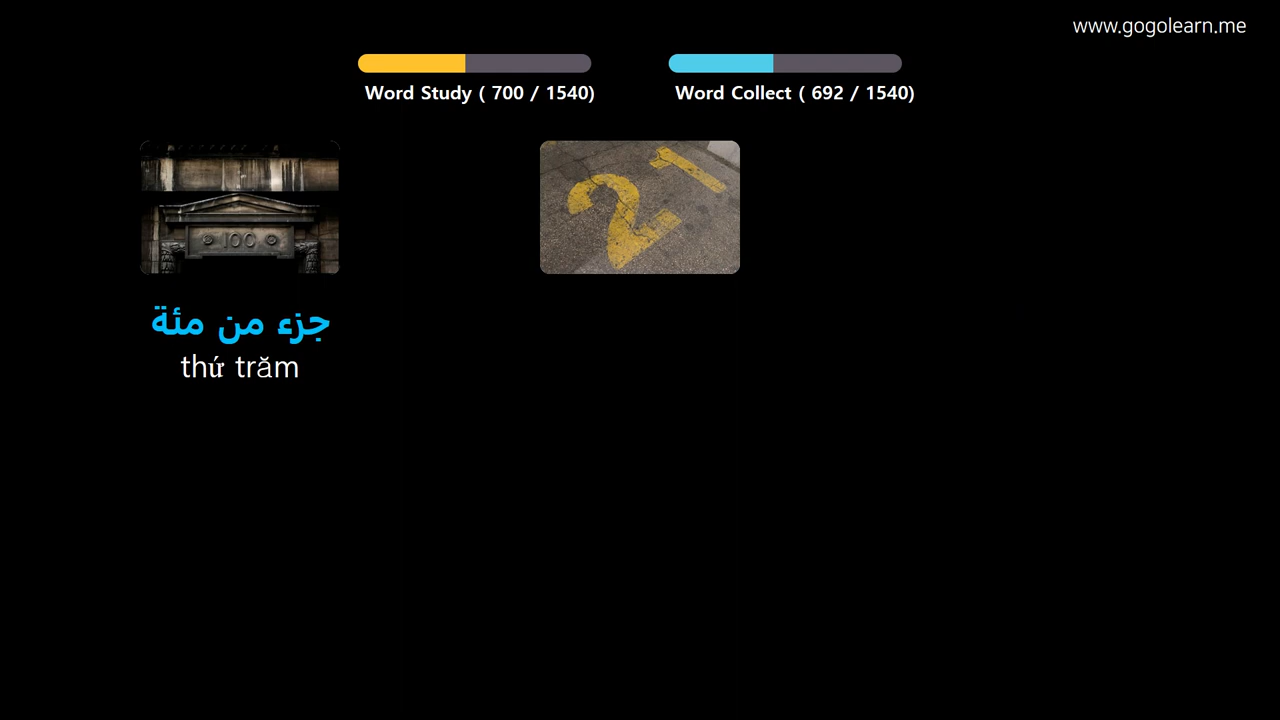 www.gogolearn.me
Word Study ( 700 / 1540)
Word Collect ( 692 / 1540)
100
21
جزء من مئة
thứ trăm